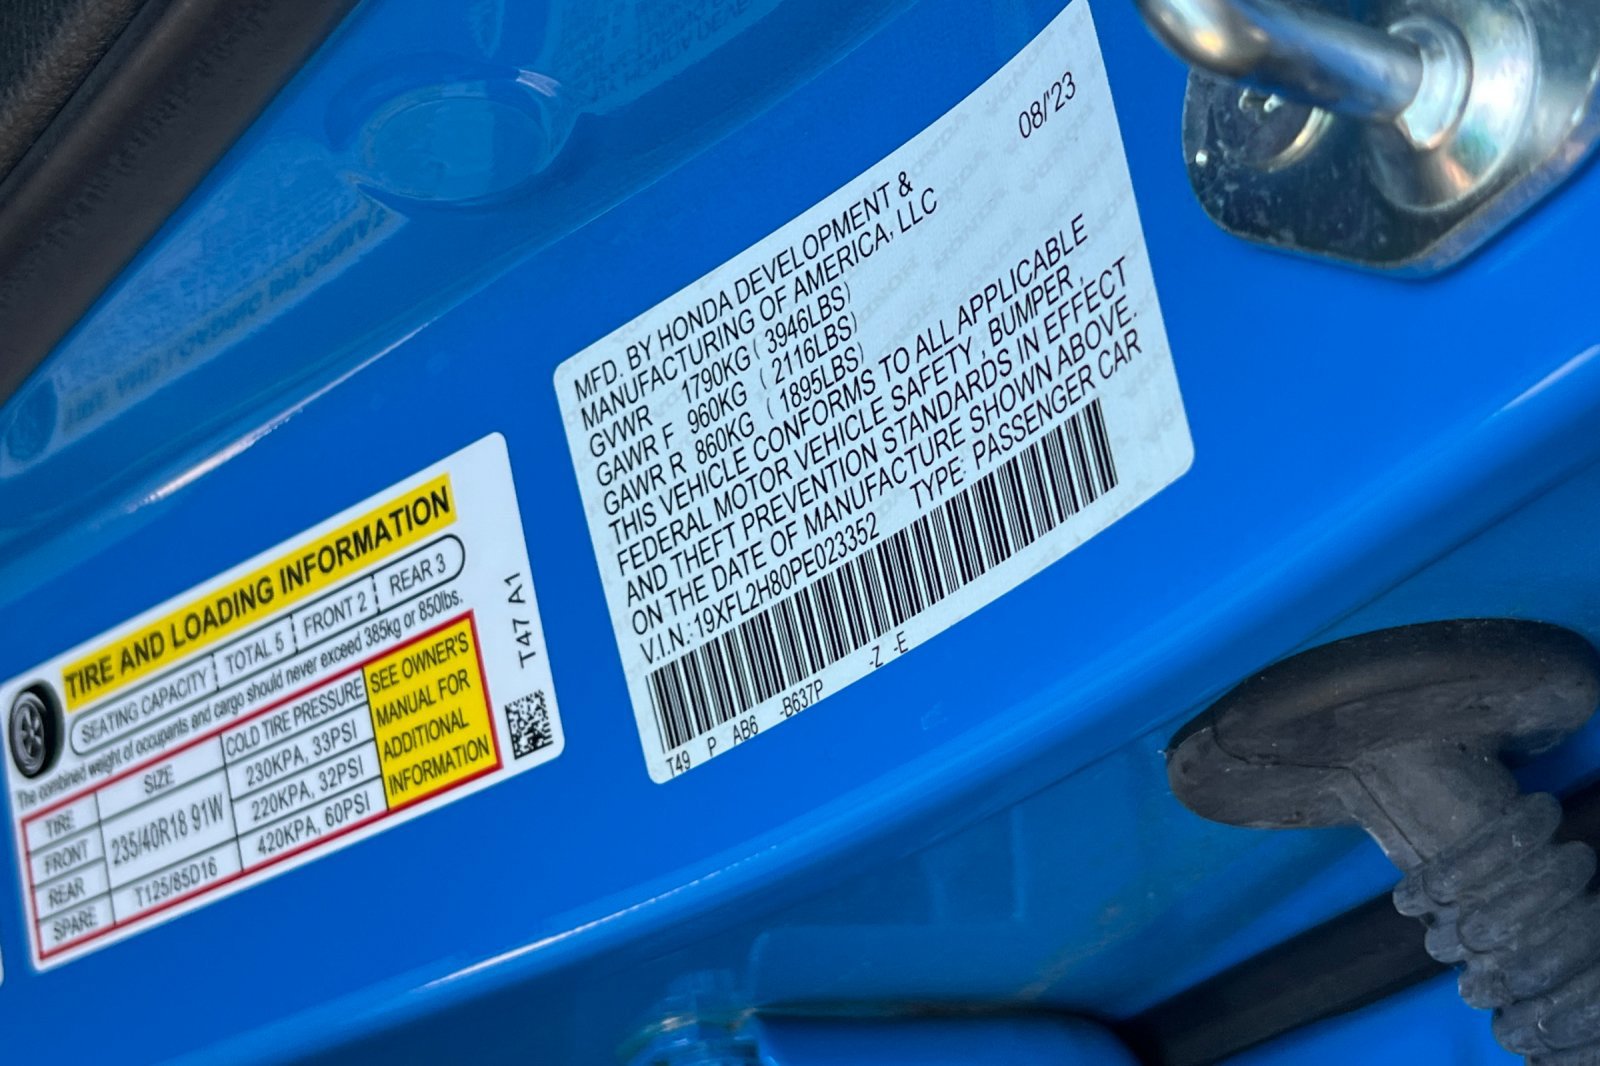 TIRE AND LOADING INFORMATION
SEATING CAPACITY TOTAL 5 FRONT 2 REAR 3
The combined weight of occupants and cargo should never exceed 385kg or 850lbs.
TIRE SIZE COLD TIRE PRESSURE
FRONT 235/40R18 91W 230KPA, 33PSI
REAR 220KPA, 32PSI
SPARE T125/85D16 420KPA, 60PSI
SEE OWNER'S
MANUAL FOR
ADDITIONAL
INFORMATION
T47 A1
08/'23
MFD. BY HONDA DEVELOPMENT &
MANUFACTURING OF AMERICA, LLC
GVWR 1790KG ( 3946LBS)
GAWR F 960KG ( 2116LBS)
GAWR R 860KG ( 1895LBS)
THIS VEHICLE CONFORMS TO ALL APPLICABLE
FEDERAL MOTOR VEHICLE SAFETY, BUMPER,
AND THEFT PREVENTION STANDARDS IN EFFECT
ON THE DATE OF MANUFACTURE SHOWN ABOVE.
V.I.N.: 19XFL2H80PE023352 TYPE: PASSENGER CAR
T49 P AB6 -B637P -Z -E